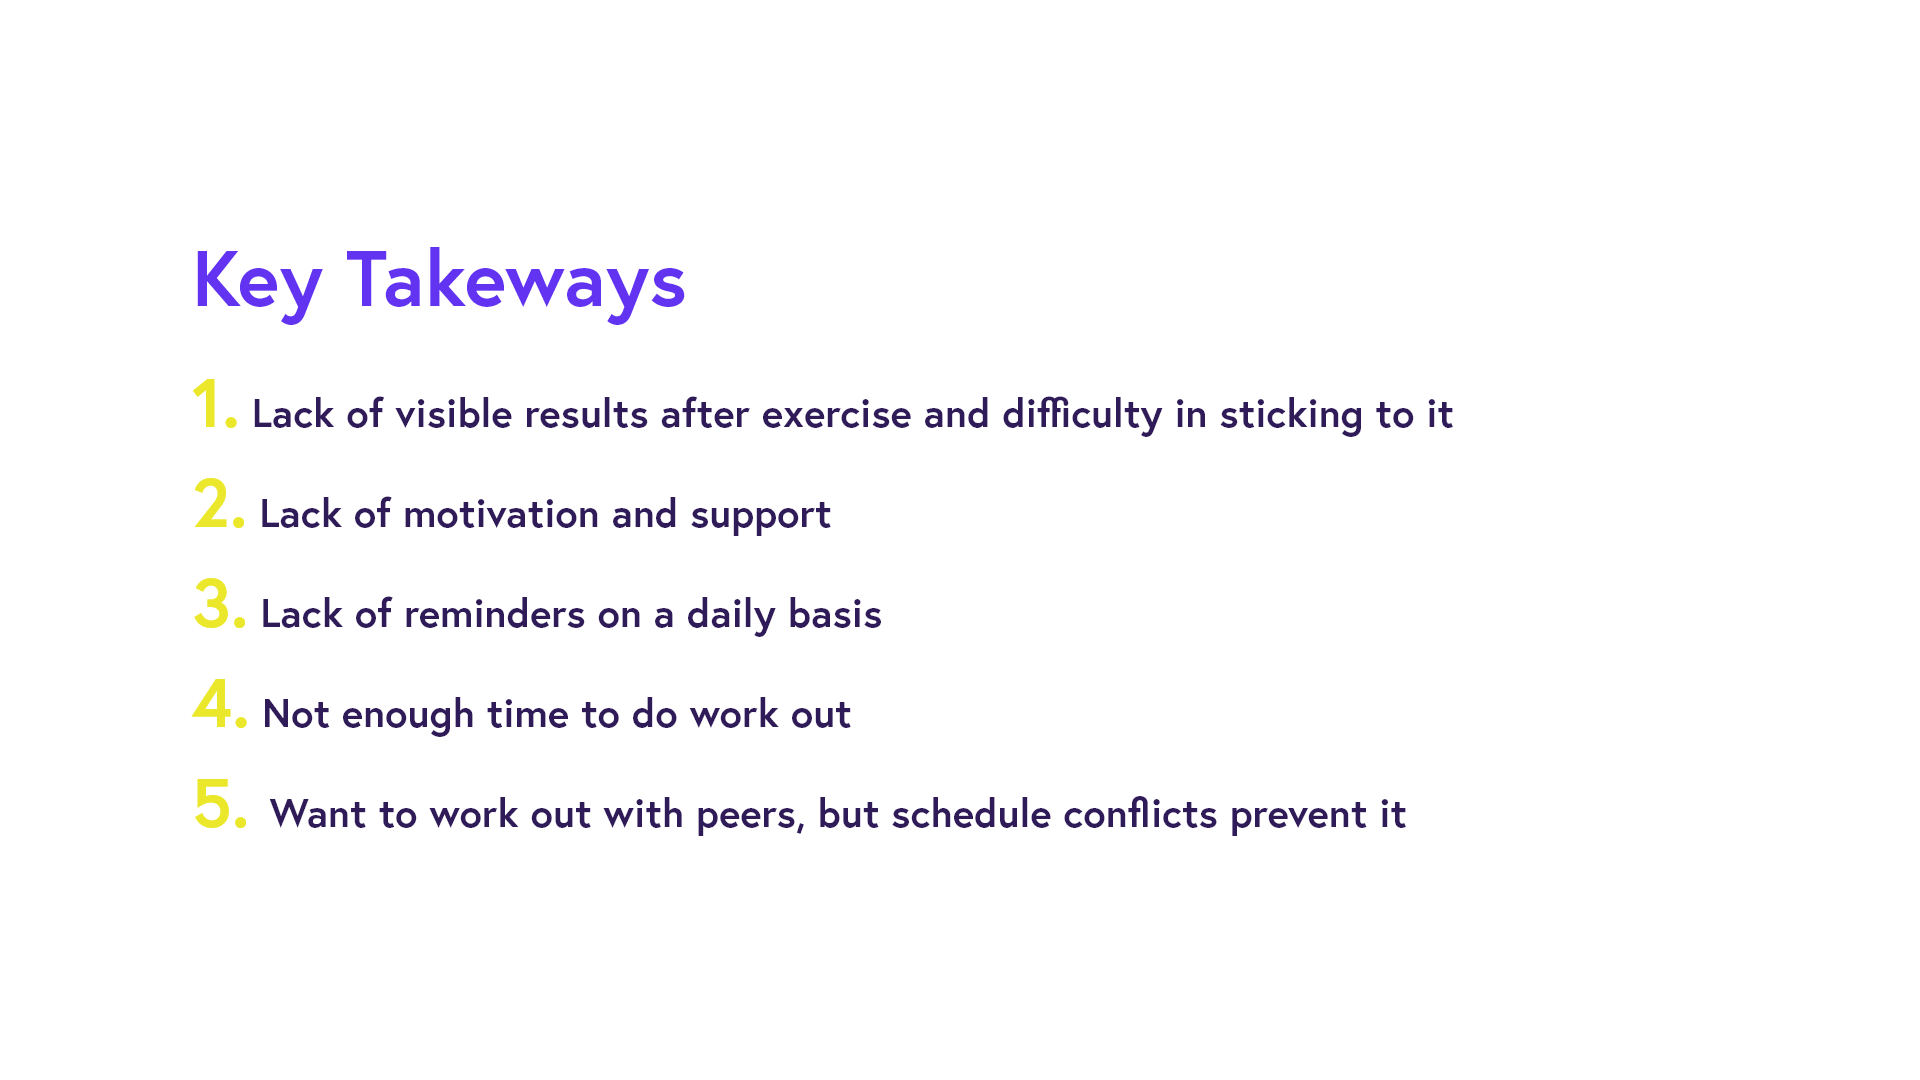 Key Takeways
1. Lack of visible results after exercise and difficulty in sticking to it
2. Lack of motivation and support
3. Lack of reminders on a daily basis
4. Not enough time to do work out
5. Want to work out with peers, but schedule conflicts prevent it